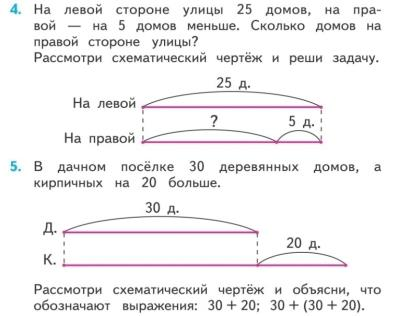 4. На левой стороне улицы 25 домов, на пра-
вой — на 5 домов меньше. Сколько домов на
правой стороне улицы?
Рассмотри схематический чертёж и реши задачу.
25 д.
На левой
? 5 д.
На правой
5. В дачном посёлке 30 деревянных домов, а
кирпичных на 20 больше.
30 д.
Д.
20 д.
К.
Рассмотри схематический чертёж и объясни, что
обозначают выражения: 30 + 20; 30 + (30 + 20).